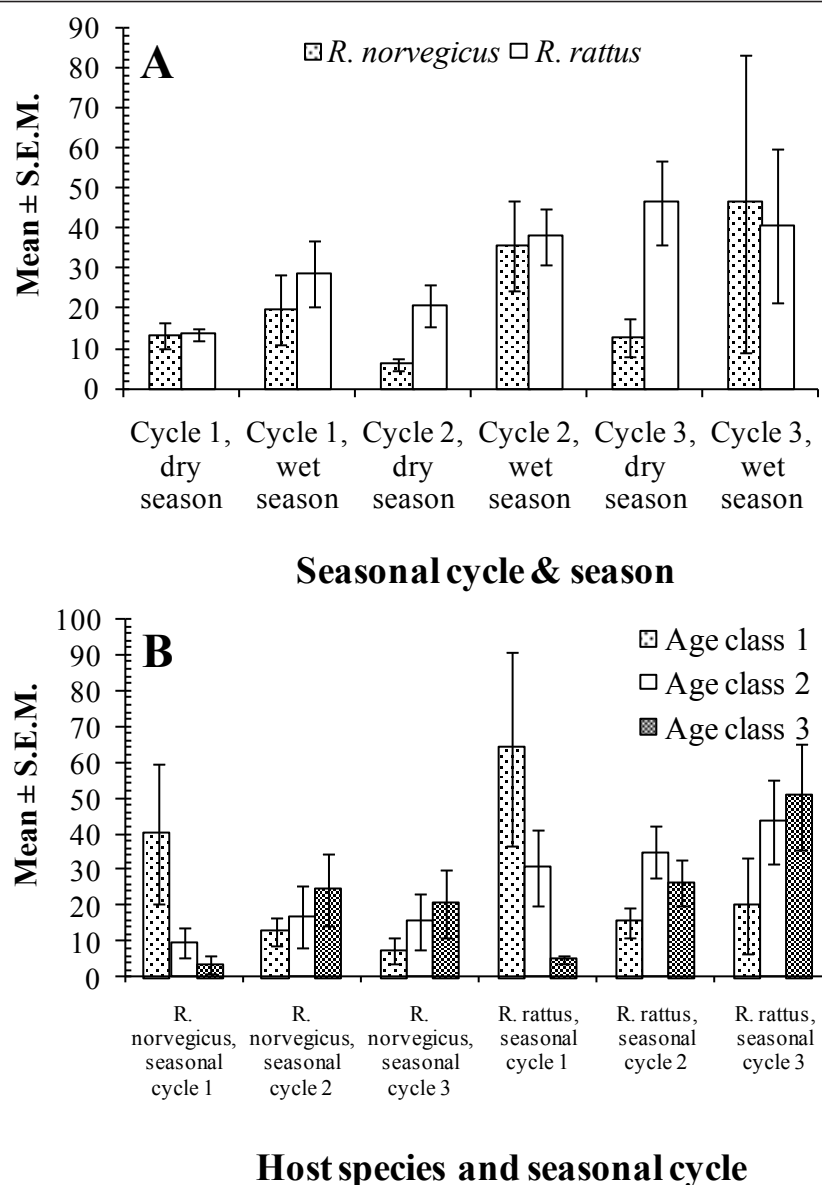 A
R. norvegicus R. rattus
Mean ± S.E.M.
90
80
70
60
50
40
30
20
10
0
Cycle 1, dry season
Cycle 1, wet season
Cycle 2, dry season
Cycle 2, wet season
Cycle 3, dry season
Cycle 3, wet season
Seasonal cycle & season
B
Age class 1
Age class 2
Age class 3
Mean ± S.E.M.
100
90
80
70
60
50
40
30
20
10
0
R. norvegicus, seasonal cycle 1
R. norvegicus, seasonal cycle 2
R. norvegicus, seasonal cycle 3
R. rattus, seasonal cycle 1
R. rattus, seasonal cycle 2
R. rattus, seasonal cycle 3
Host species and seasonal cycle